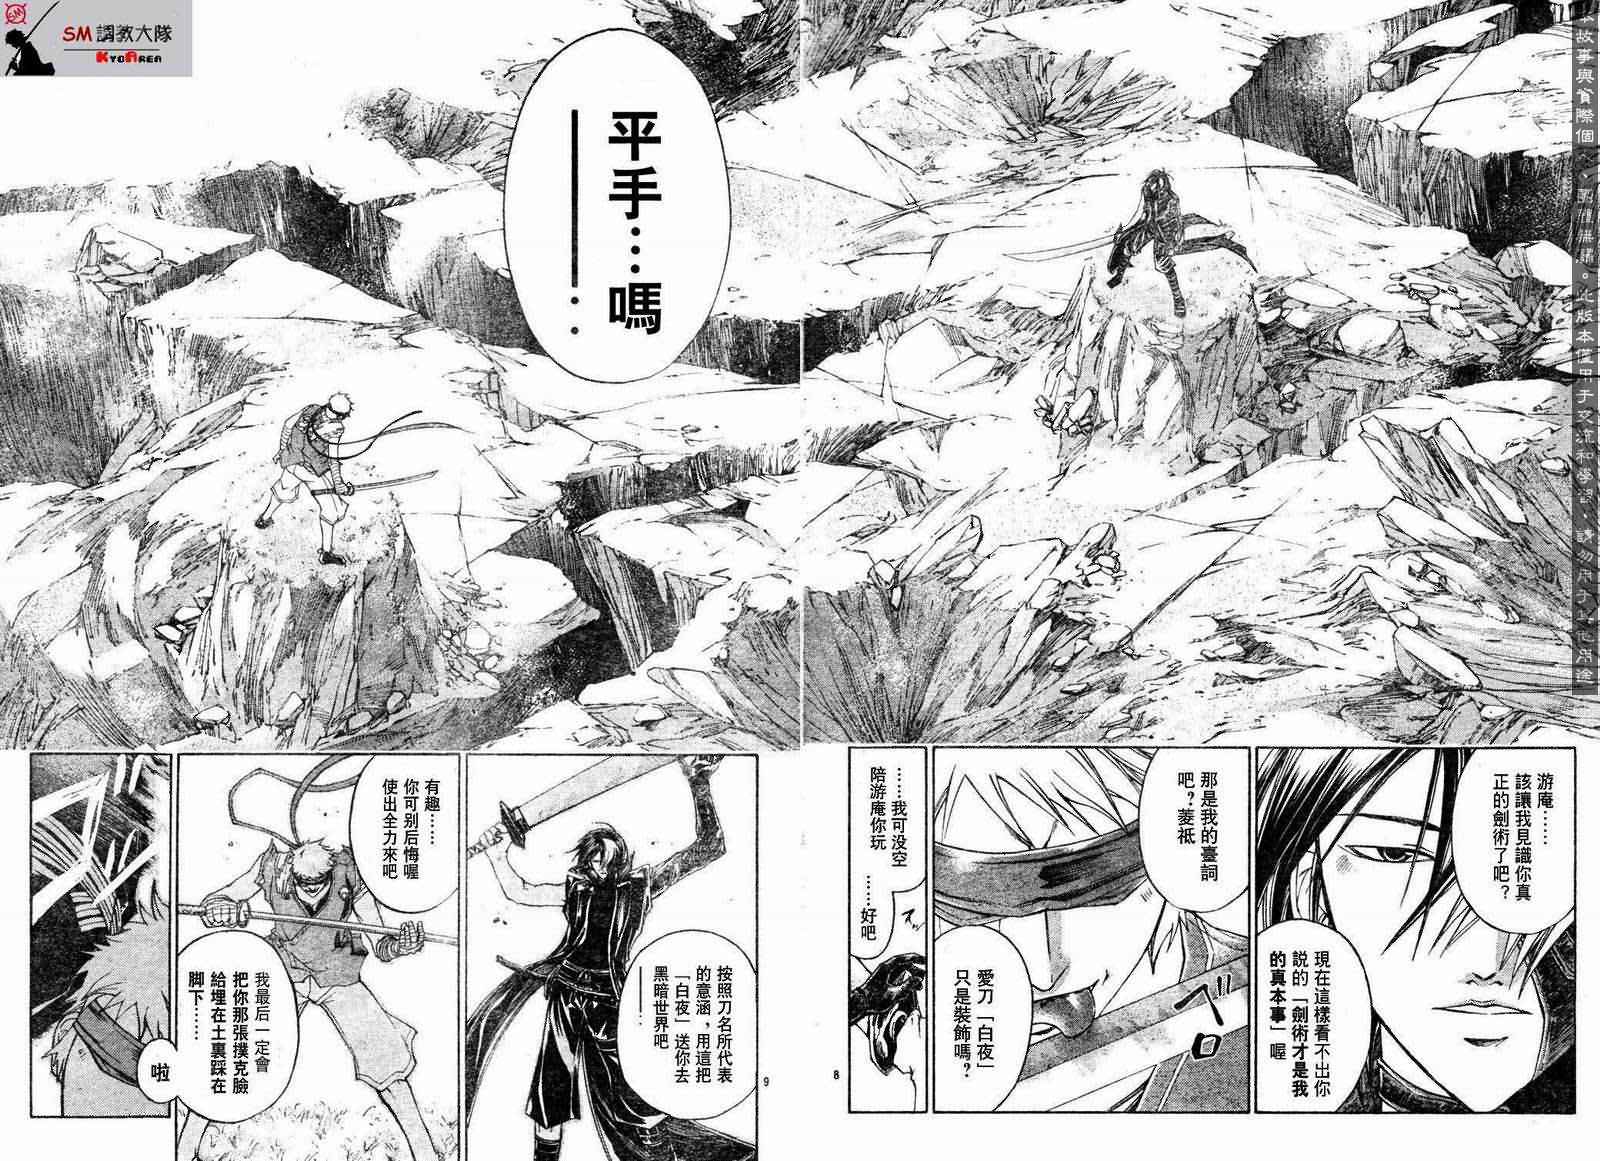 SM調教大隊
KYOAREA
平手…嗎
游庵……
該讓我見識你真
正的劍術了吧？
現在這樣看不出你
說的「劍術才是我
的真本事」喔
那是我的臺詞
吧？菱祗
愛刀「白夜」
只是裝飾嗎？
……我可没空
陪游庵你玩
……好吧
按照刀名所代表
的意涵，用這把
「白夜」送你去
黑暗世界吧
有趣……
你可别后悔喔
使出全力來吧
我最后一定會
把你那張撲克臉
給埋在土裏踩在
脚下……
啦
9
8